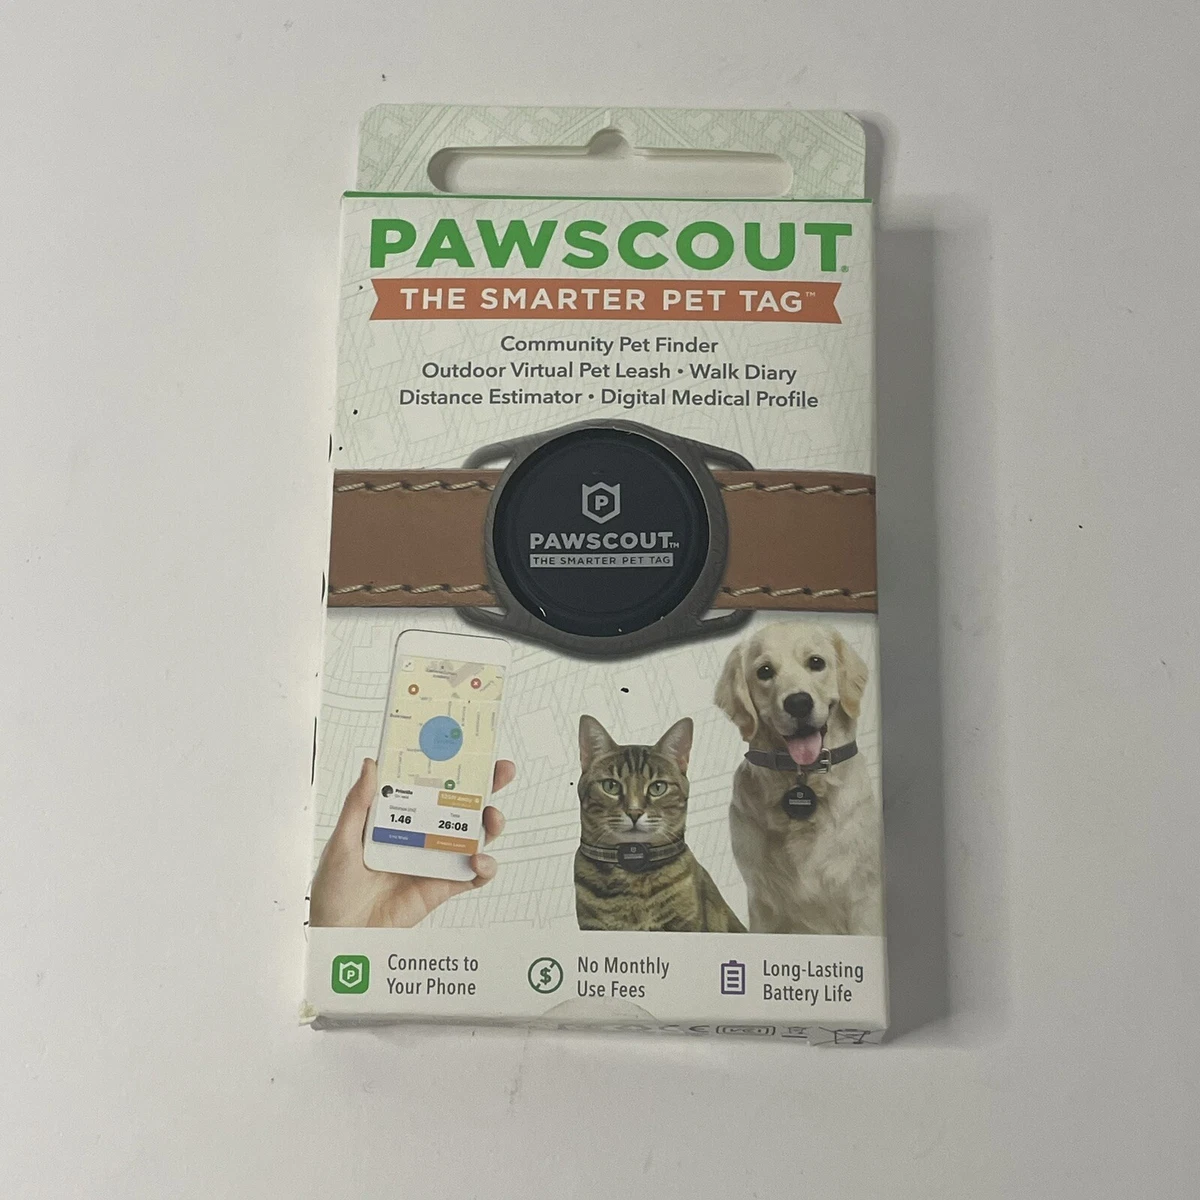 PAWSCOUT®
THE SMARTER PET TAG™
Community Pet Finder
Outdoor Virtual Pet Leash • Walk Diary
Distance Estimator • Digital Medical Profile
P
PAWSCOUT™
THE SMARTER PET TAG
1.46
26:08
P
Connects to
Your Phone
$
No Monthly
Use Fees
Long-Lasting
Battery Life